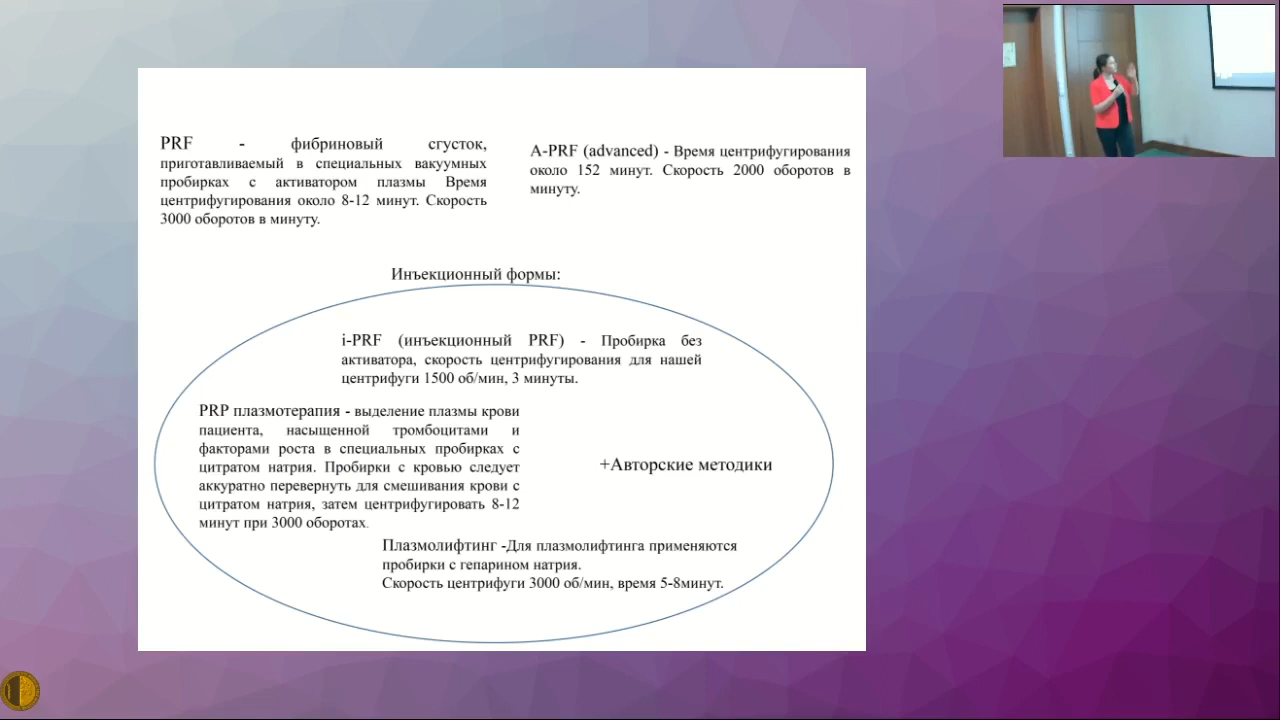 PRF - фибриновый сгусток,
приготавливаемый в специальных вакуумных
пробирках с активатором плазмы Время
центрифугирования около 8-12 минут. Скорость
3000 оборотов в минуту.
A-PRF (advanced) - Время центрифугирования
около 152 минут. Скорость 2000 оборотов в
минуту.
Инъекционный формы:
i-PRF (инъекционный PRF) - Пробирка без
активатора, скорость центрифугирования для нашей
центрифуги 1500 об/мин, 3 минуты.
PRP плазмотерапия - выделение плазмы крови
пациента, насыщенной тромбоцитами и
факторами роста в специальных пробирках с
цитратом натрия. Пробирки с кровью следует
аккуратно перевернуть для смешивания крови с
цитратом натрия, затем центрифугировать 8-12
минут при 3000 оборотах.
+Авторские методики
Плазмолифтинг -Для плазмолифтинга применяются
пробирки с гепарином натрия.
Скорость центрифуги 3000 об/мин, время 5-8минут.